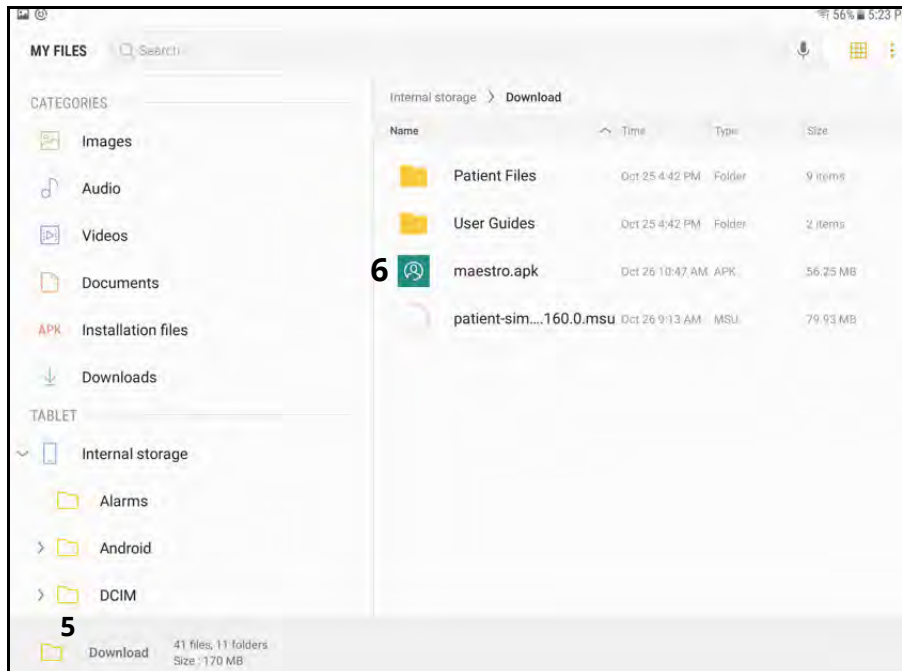 56% 5:23 P
MY FILES Search
CATEGORIES
Images
Audio
Videos
Documents
APK Installation files
Downloads
TABLET
Internal storage
Alarms
Android
DCIM
5
Download 41 files, 11 folders
Size : 170 MB
Internal storage > Download
Name Time Type Size
Patient Files Oct 25 4:42 PM Folder 9 items
User Guides Oct 25 4:42 PM Folder 2 items
6 maestro.apk Oct 26 10:47 AM APK 56.25 MB
patient-sim....160.0.msu Oct 26 9:13 AM MSU 79.93 MB